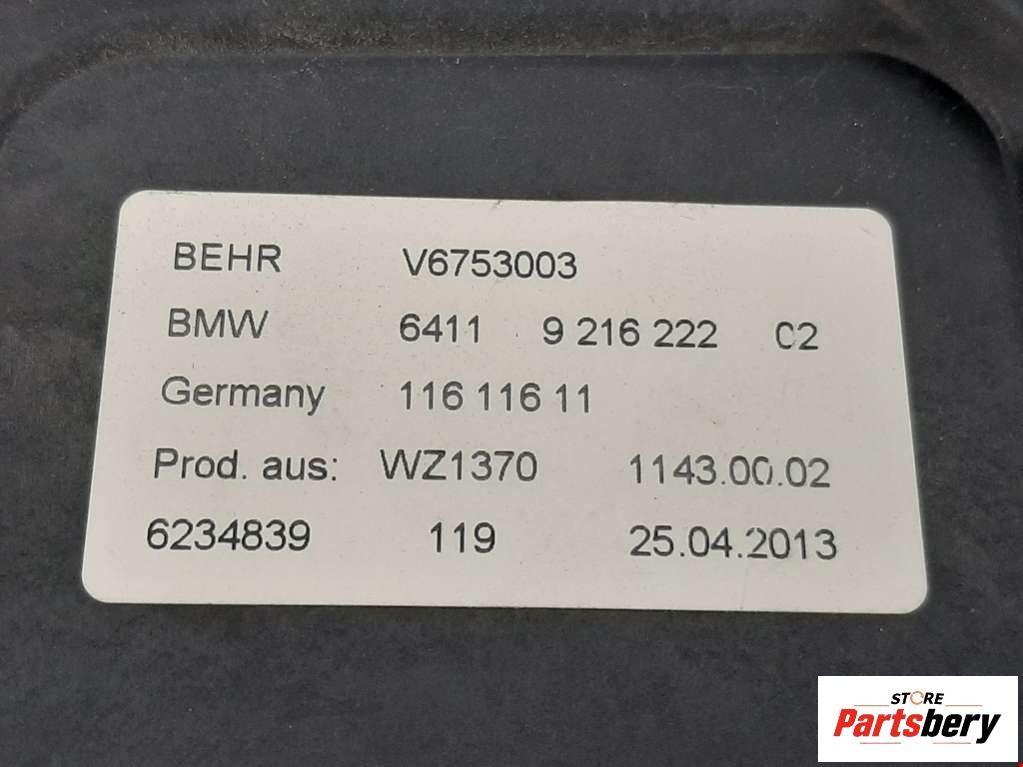 BEHR V6753003
BMW 6411 9 216 222 C2
Germany 116 116 11
Prod. aus: WZ1370 1143.00.02
6234839 119 25.04.2013
STORE
Partsbery